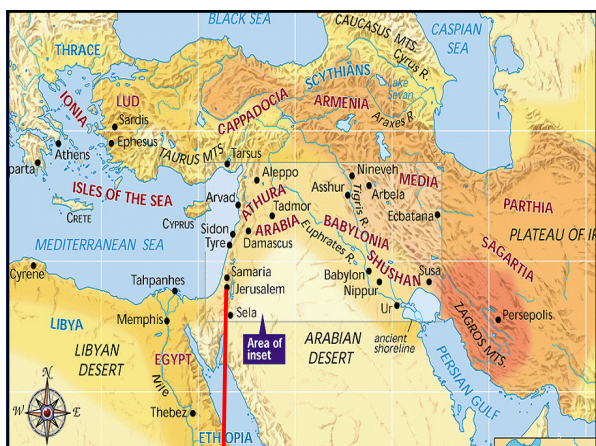 BLACK SEA
CAUCASUS MTS.
CASPIAN
SEA
THRACE
Cyrus R.
SCYTHIANS
Lake
Sevan
LUD
IONIA
CAPPADOCIA
ARMENIA
Araxes R.
Sardis
Ephesus
Athens
TAURUS MTS.
Tarsus
parta
Aleppo
Nineveh
MEDIA
Asshur
Arbela
Tigris R.
ISLES OF THE SEA
Arvad
ATHURA
Tadmor
Ecbatana
PARTHIA
CRETE
CYPRUS
ARABIA
BABYLONIA
SAGARTIA
PLATEAU OF IR
MEDITERRANEAN SEA
Sidon
Tyre
Damascus
Euphrates R.
SHUSHAN
Cyrene
Tahpanhes
Samaria
Jerusalem
Babylon
Susa
Nippur
Memphis
Sela
Ur
ZAGROS MTS.
Persepolis
LIBYA
LIBYAN
DESERT
EGYPT
Area of
inset
ARABIAN
DESERT
ancient
shoreline
PERSIAN GULF
Nile
N
W
E
S
Thebez
ETHIOPIA